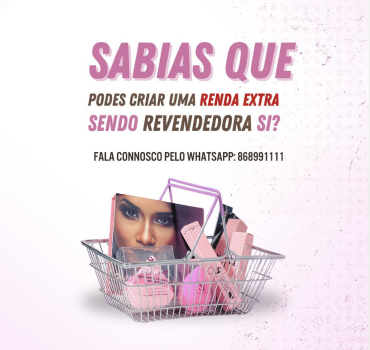 SABIAS QUE
PODES CRIAR UMA RENDA EXTRA
SENDO REVENDEDORA SI?
FALA CONNOSCO PELO WHATSAPP: 868991111